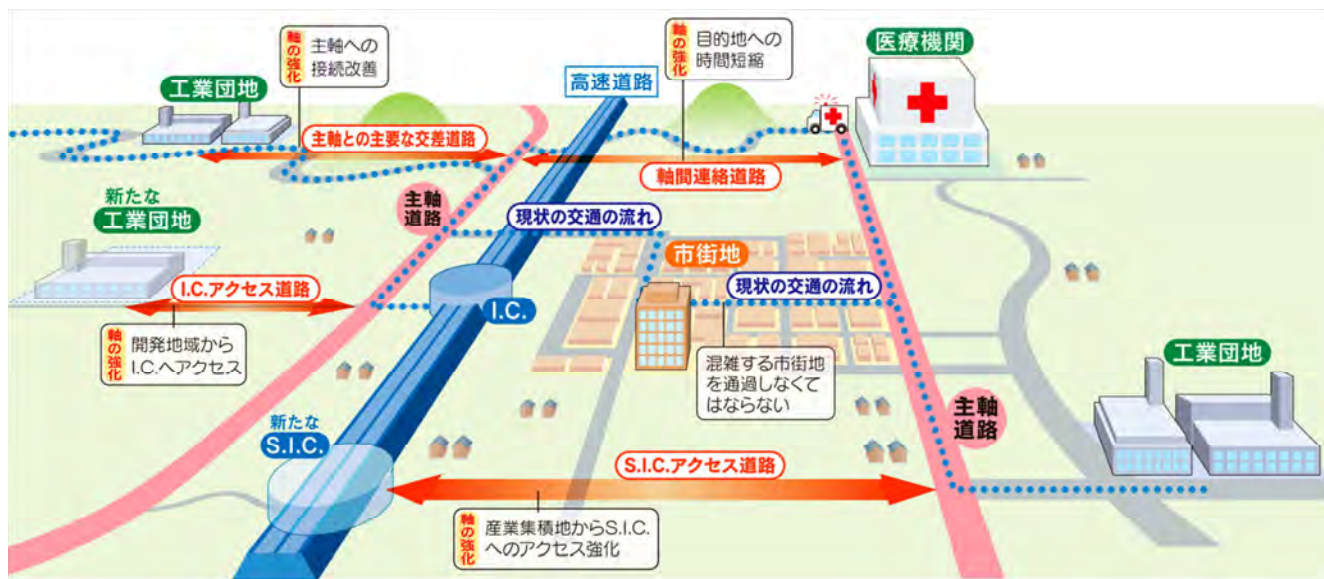 軸の強化
主軸への
接続改善
軸の強化
目的地への
時間短縮
医療機関
工業団地
高速道路
主軸との主要な交差道路
軸間連絡道路
新たな
工業団地
主軸
道路
現状の交通の流れ
市街地
I.C.アクセス道路
I.C.
現状の交通の流れ
軸の強化
開発地域から
I.C.へアクセス
混雑する市街地
を通過しなくて
はならない
工業団地
主軸
道路
新たな
S.I.C.
S.I.C.アクセス道路
軸の強化
産業集積地からS.I.C.
へのアクセス強化